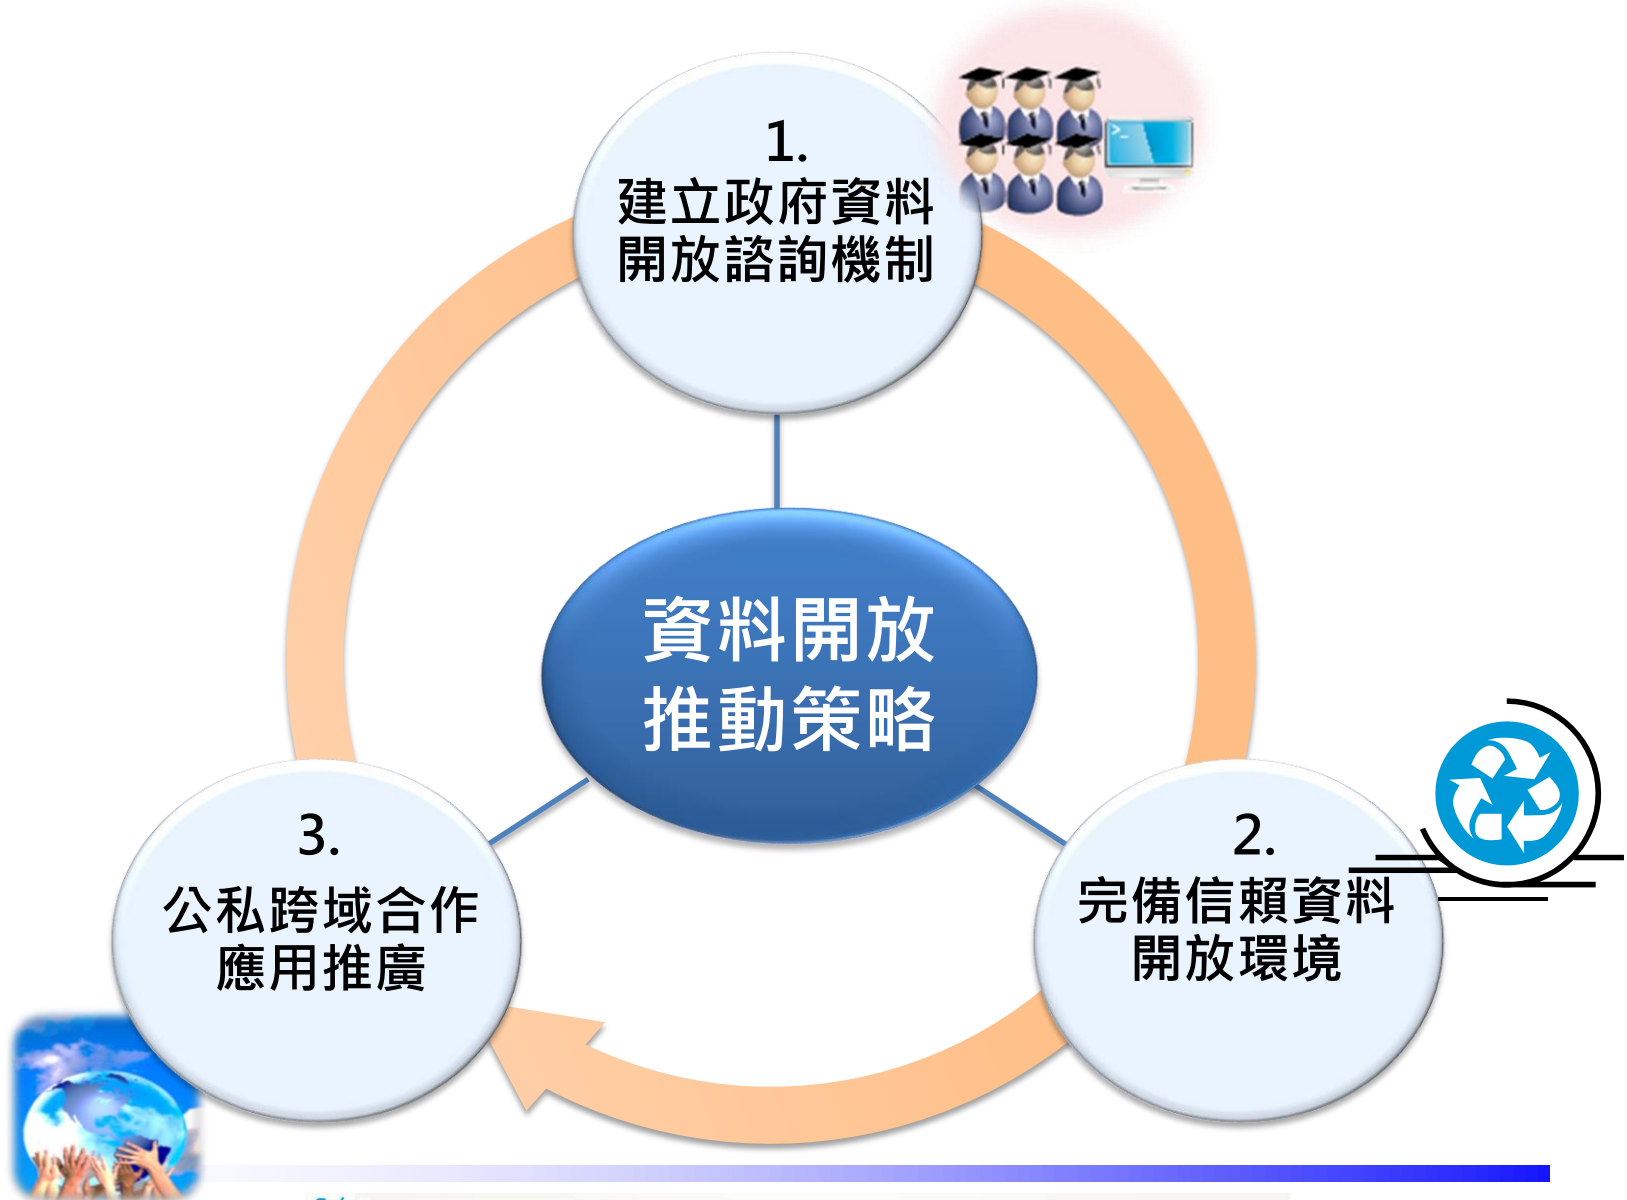 1.
建立政府資料
開放諮詢機制
資料開放
推動策略
2.
完備信賴資料
開放環境
3.
公私跨域合作
應用推廣